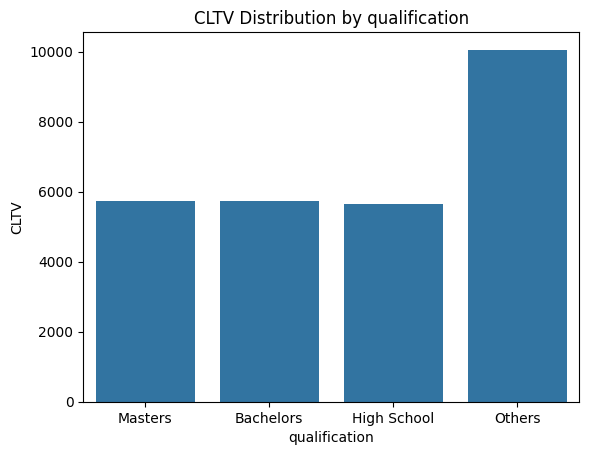 CLTV Distribution by qualification
10000
8000
6000
4000
2000
0
CLTV
Masters Bachelors High School Others
qualification